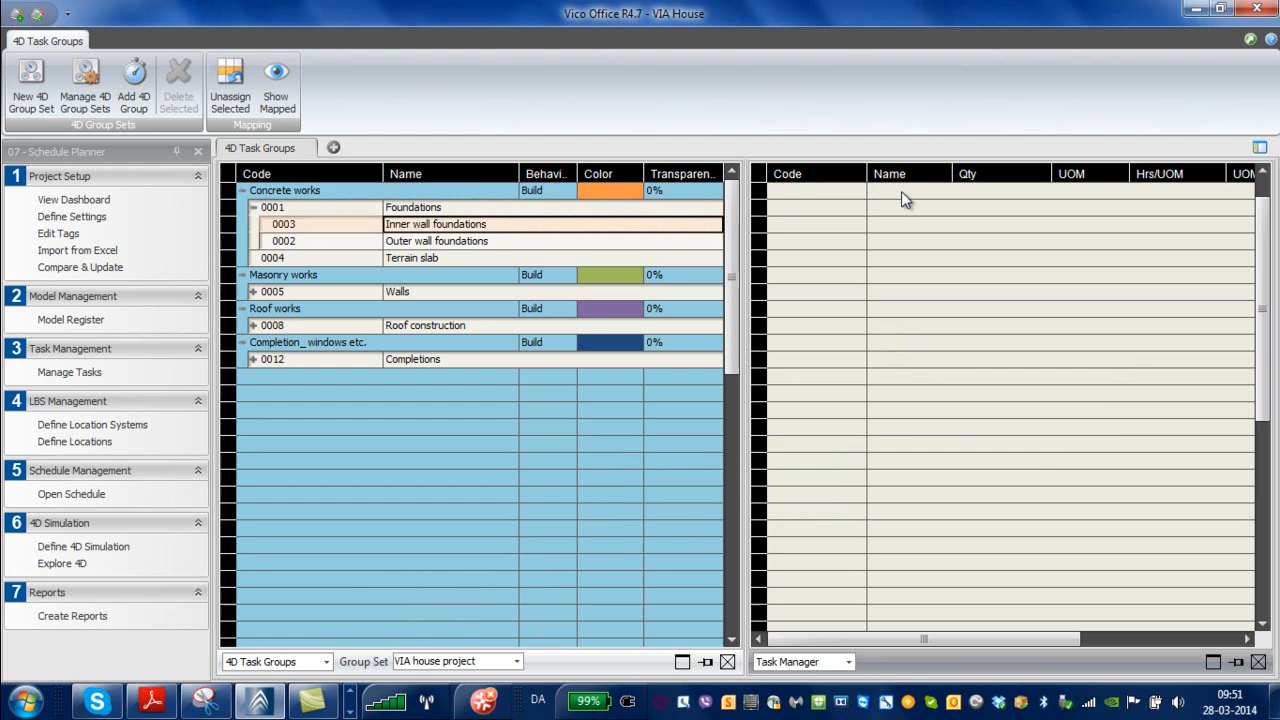 Vico Office R4.7 - VIA House
4D Task Groups
New 4D Group Set
Manage 4D Group Sets
Add 4D Group
Delete Selected
Unassign Selected
Show Mapped
4D Group Sets
Mapping
07 - Schedule Planner
1 Project Setup
View Dashboard
Define Settings
Edit Tags
Import from Excel
Compare & Update
2 Model Management
Model Register
3 Task Management
Manage Tasks
4 LBS Management
Define Location Systems
Define Locations
5 Schedule Management
Open Schedule
6 4D Simulation
Define 4D Simulation
Explore 4D
7 Reports
Create Reports
4D Task Groups
Code Name Behavi.. Color Transparen..
Concrete works Build 0%
0001 Foundations
0003 Inner wall foundations
0002 Outer wall foundations
0004 Terrain slab
Masonry works Build 0%
0005 Walls
Roof works Build 0%
0008 Roof construction
Completion_ windows etc. Build 0%
0012 Completions
4D Task Groups Group Set VIA house project
Code Name Qty UOM Hrs/UOM UOM
Task Manager
DA 99% 09:51
28-03-2014